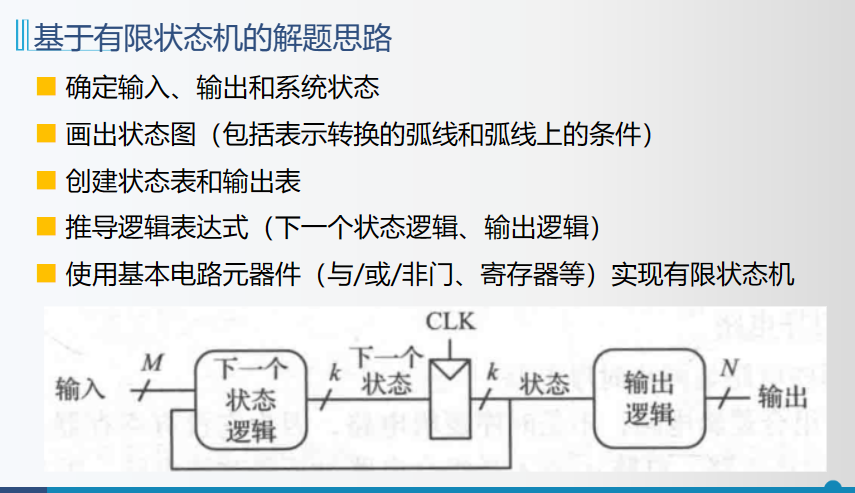 基于有限状态机的解题思路
确定输入、输出和系统状态
画出状态图（包括表示转换的弧线和弧线上的条件）
创建状态表和输出表
推导逻辑表达式（下一个状态逻辑、输出逻辑）
使用基本电路元器件（与/或/非门、寄存器等）实现有限状态机
CLK
输入
M
下一个
状态
逻辑
k
下一个
状态
k
状态
输出
逻辑
N
输出